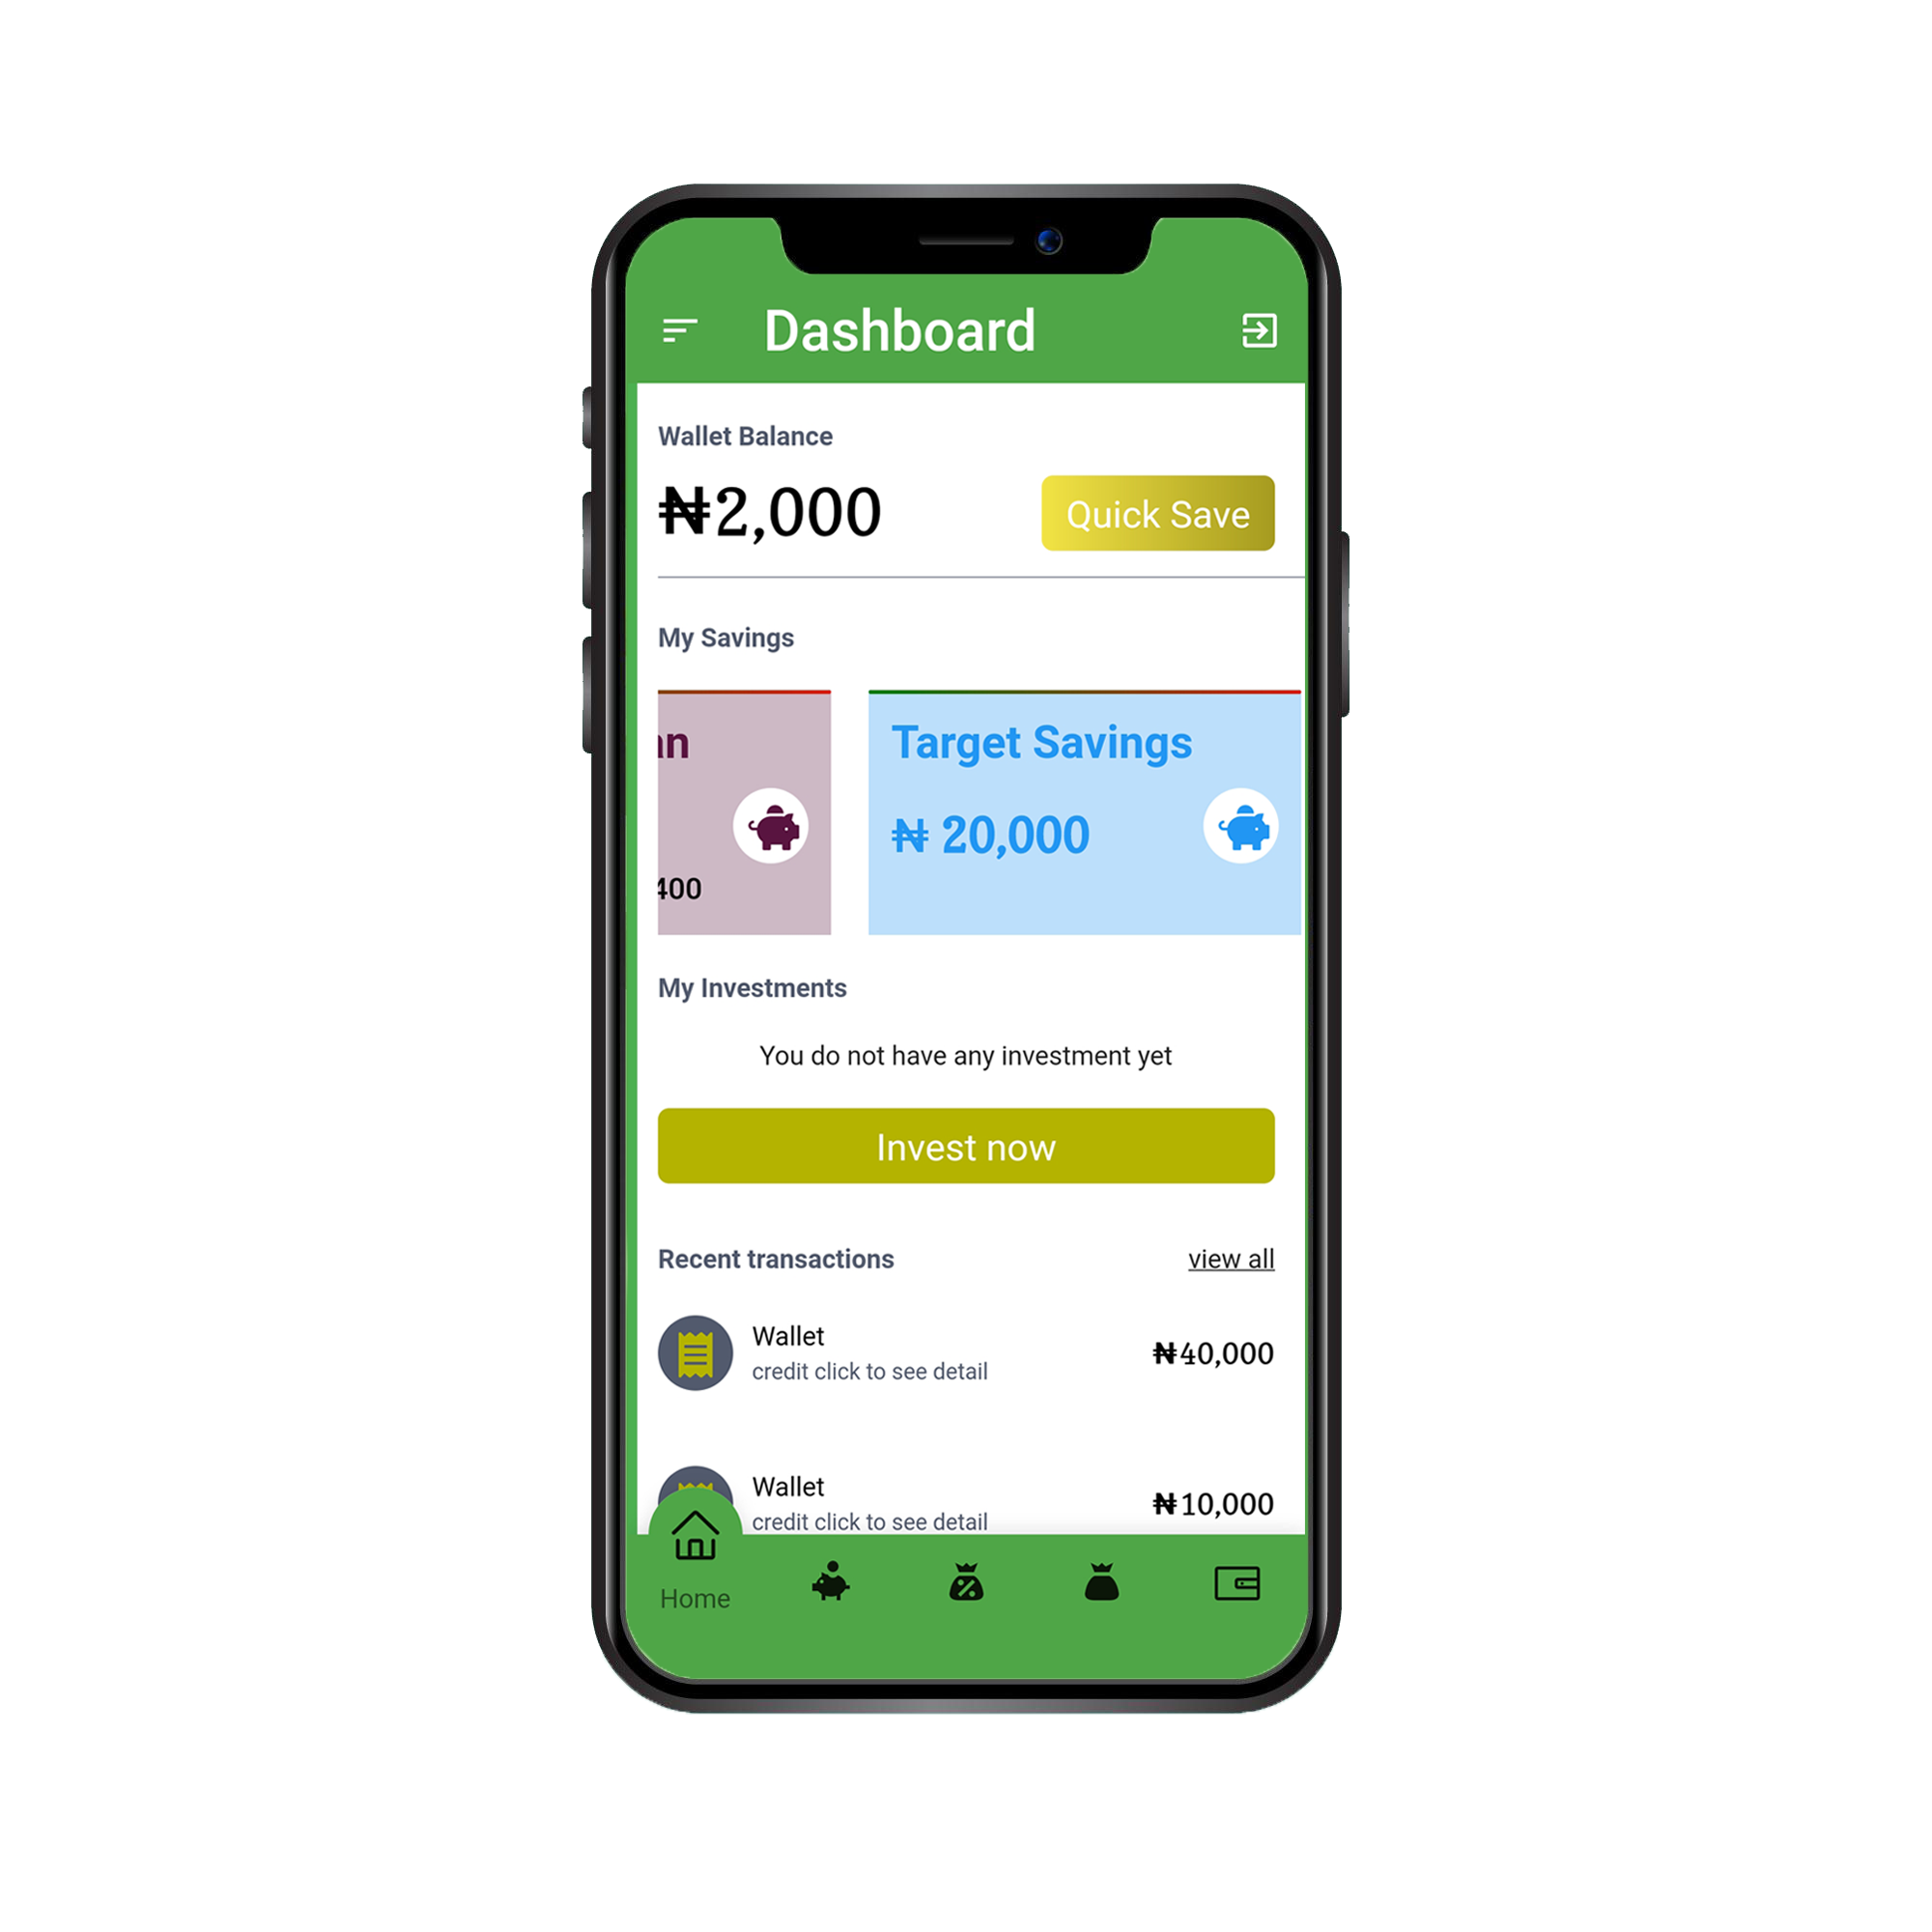 Dashboard
Wallet Balance
₦2,000
Quick Save
My Savings
Target Savings
₦ 20,000
400
My Investments
You do not have any investment yet
Invest now
Recent transactions
view all
Wallet
credit click to see detail
₦40,000
Wallet
credit click to see detail
₦10,000
Home